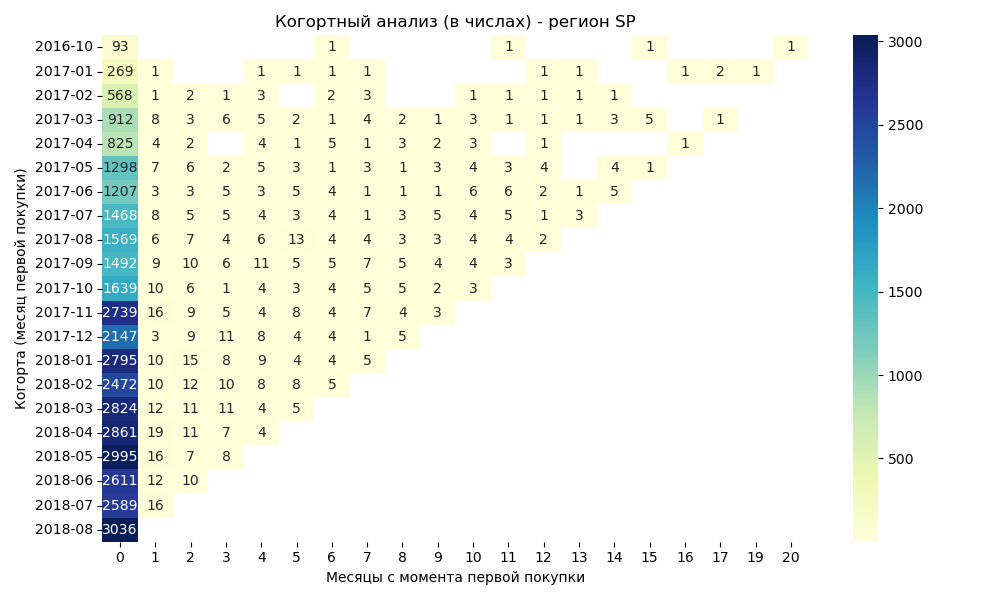 Когортный анализ (в числах) - регион SP
Когорта (месяц первой покупки)
2016-10 93 1 1 1 1
2017-01 269 1 1 1 1 1 1 1 1 2 1
2017-02 568 1 2 1 3 2 3 1 1 1 1 1
2017-03 912 8 3 6 5 2 1 4 2 1 3 1 1 1 3 5 1
2017-04 825 4 2 4 1 5 1 3 2 3 1 1
2017-05 1298 7 6 2 5 3 1 3 1 3 4 3 4 4 1
2017-06 1207 3 3 5 3 5 4 1 1 1 6 6 2 1 5
2017-07 1468 8 5 5 4 3 4 1 3 5 4 5 1 3
2017-08 1569 6 7 4 6 13 4 4 3 3 4 4 2
2017-09 1492 9 10 6 11 5 5 7 5 4 4 3
2017-10 1639 10 6 1 4 3 4 5 5 2 3
2017-11 2739 16 9 5 4 8 4 7 4 3
2017-12 2147 3 9 11 8 4 4 1 5
2018-01 2795 10 15 8 9 4 4 5
2018-02 2472 10 12 10 8 8 5
2018-03 2824 12 11 11 4 5
2018-04 2861 19 11 7 4
2018-05 2995 16 7 8
2018-06 2611 12 10
2018-07 2589 16
2018-08 3036
0 1 2 3 4 5 6 7 8 9 10 11 12 13 14 15 16 17 19 20
Месяцы с момента первой покупки
3000
2500
2000
1500
1000
500